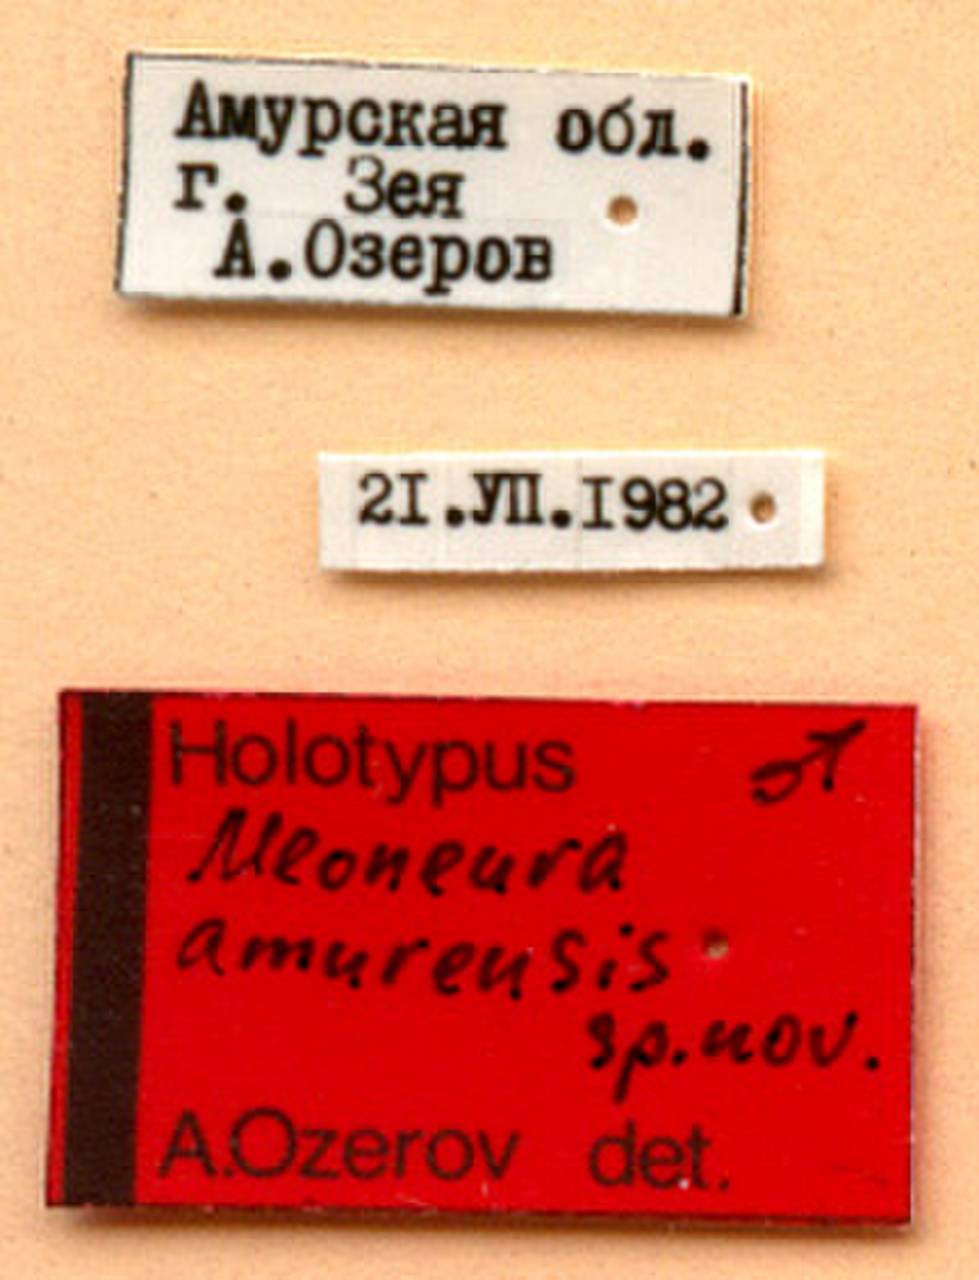 Амурская обл.
г. Зея
А.Озеров
21.УП.1982
Holotypus ♂
Meoneura
amurensis
sp.nov.
A.Ozerov det.